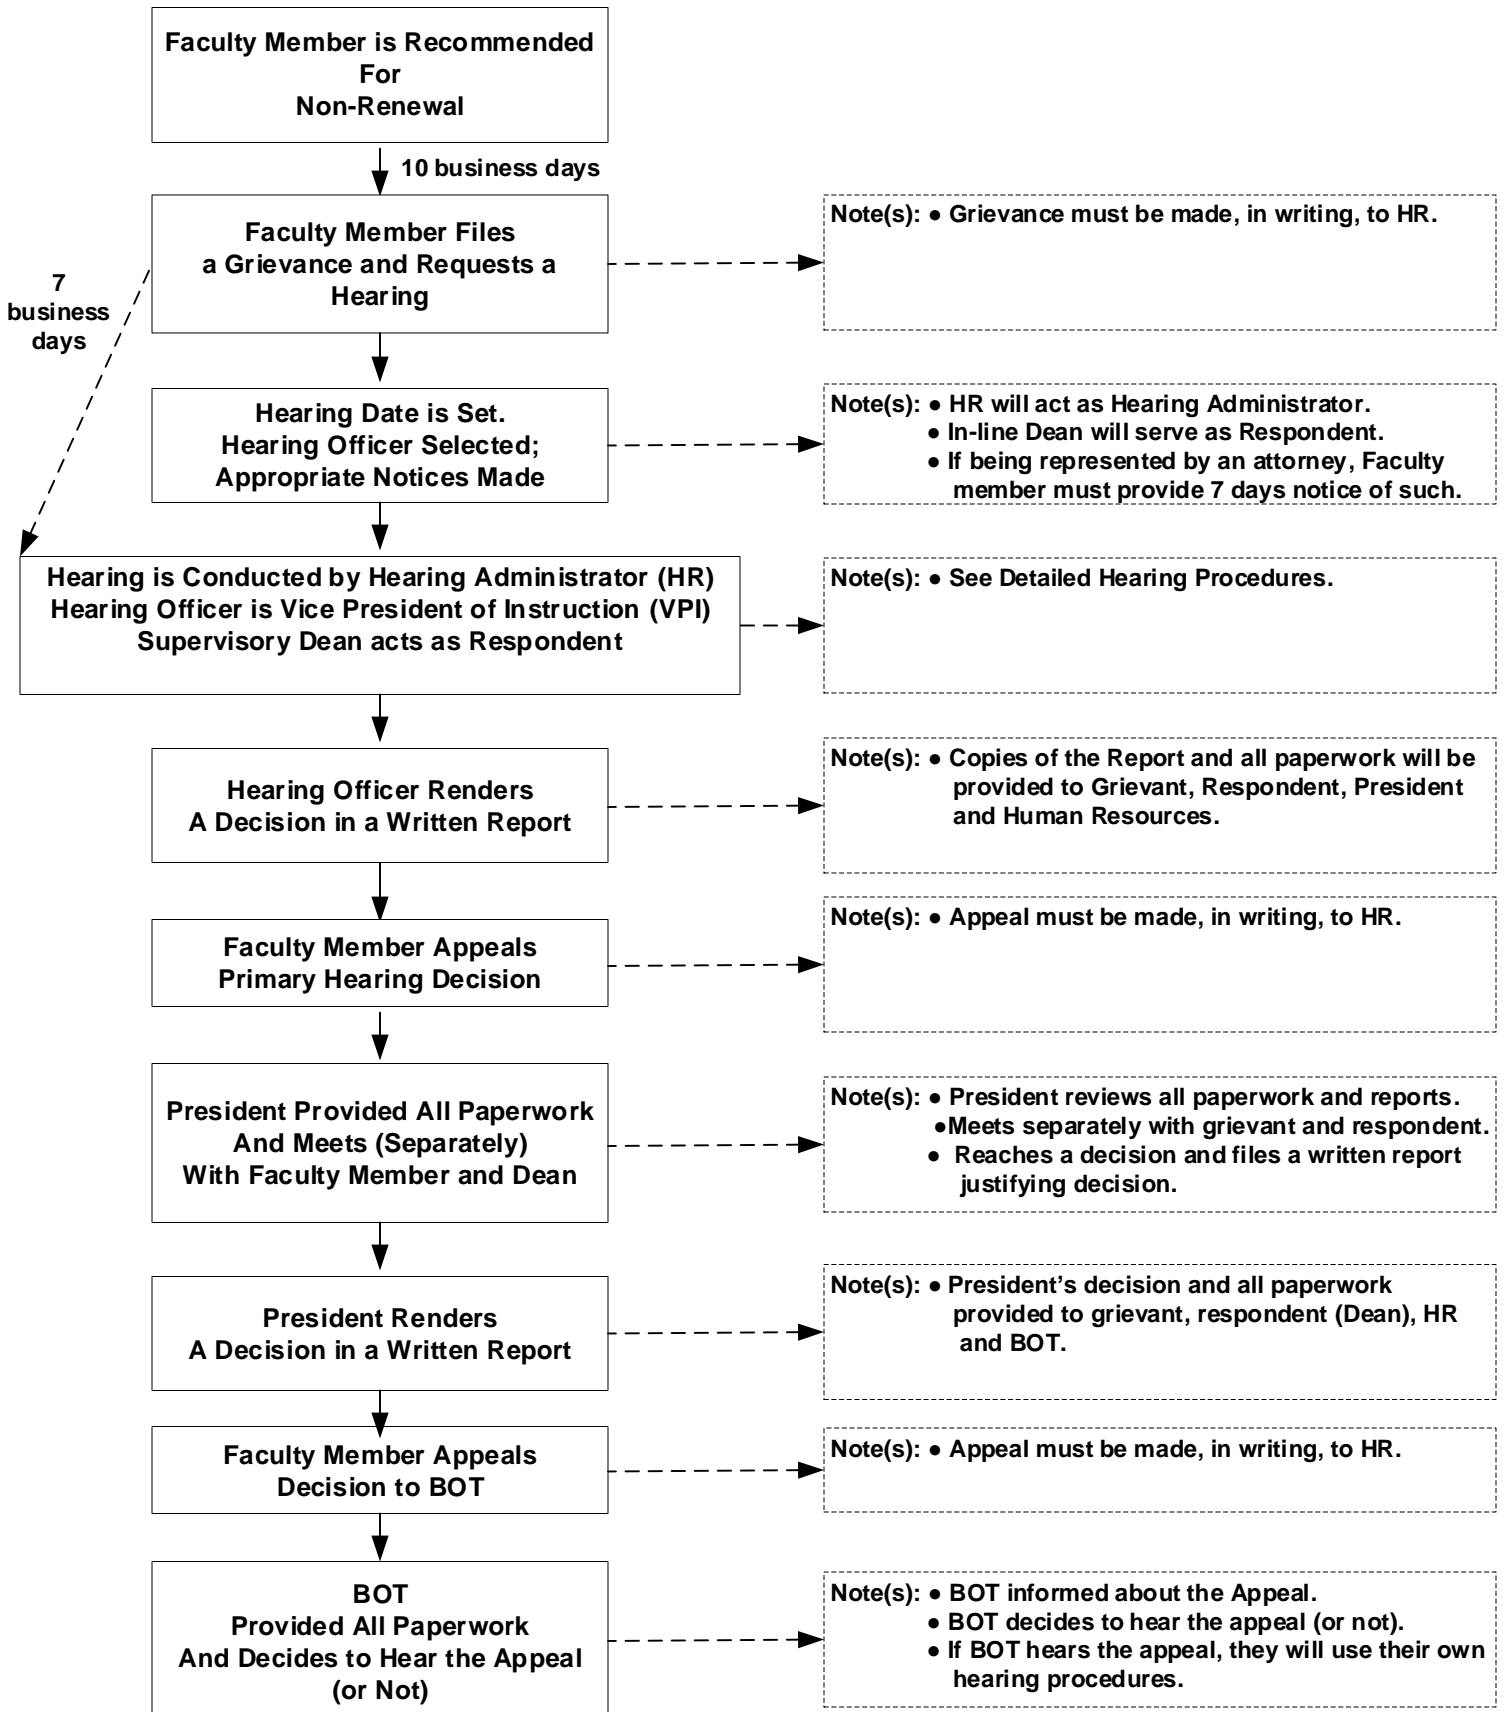 Faculty Member is Recommended
For
Non-Renewal
10 business days
Faculty Member Files
a Grievance and Requests a
Hearing
Note(s): ● Grievance must be made, in writing, to HR.
7
business
days
Hearing Date is Set.
Hearing Officer Selected;
Appropriate Notices Made
Note(s): ● HR will act as Hearing Administrator.
● In-line Dean will serve as Respondent.
● If being represented by an attorney, Faculty
member must provide 7 days notice of such.
Hearing is Conducted by Hearing Administrator (HR)
Hearing Officer is Vice President of Instruction (VPI)
Supervisory Dean acts as Respondent
Note(s): ● See Detailed Hearing Procedures.
Hearing Officer Renders
A Decision in a Written Report
Note(s): ● Copies of the Report and all paperwork will be
provided to Grievant, Respondent, President
and Human Resources.
Faculty Member Appeals
Primary Hearing Decision
Note(s): ● Appeal must be made, in writing, to HR.
President Provided All Paperwork
And Meets (Separately)
With Faculty Member and Dean
Note(s): ● President reviews all paperwork and reports.
●Meets separately with grievant and respondent.
● Reaches a decision and files a written report
justifying decision.
President Renders
A Decision in a Written Report
Note(s): ● President’s decision and all paperwork
provided to grievant, respondent (Dean), HR
and BOT.
Faculty Member Appeals
Decision to BOT
Note(s): ● Appeal must be made, in writing, to HR.
BOT
Provided All Paperwork
And Decides to Hear the Appeal
(or Not)
Note(s): ● BOT informed about the Appeal.
● BOT decides to hear the appeal (or not).
● If BOT hears the appeal, they will use their own
hearing procedures.